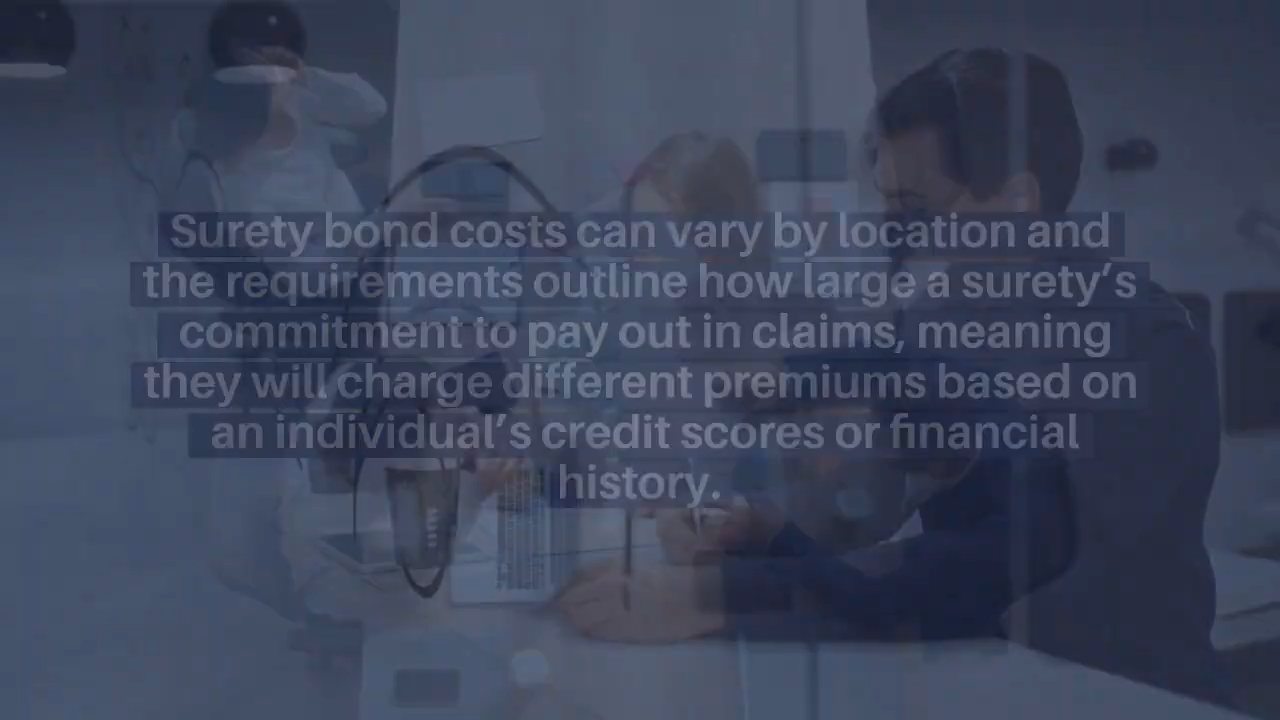 Surety bond costs can vary by location and
the requirements outline how large a surety’s
commitment to pay out in claims, meaning
they will charge different premiums based on
an individual’s credit scores or financial
history.